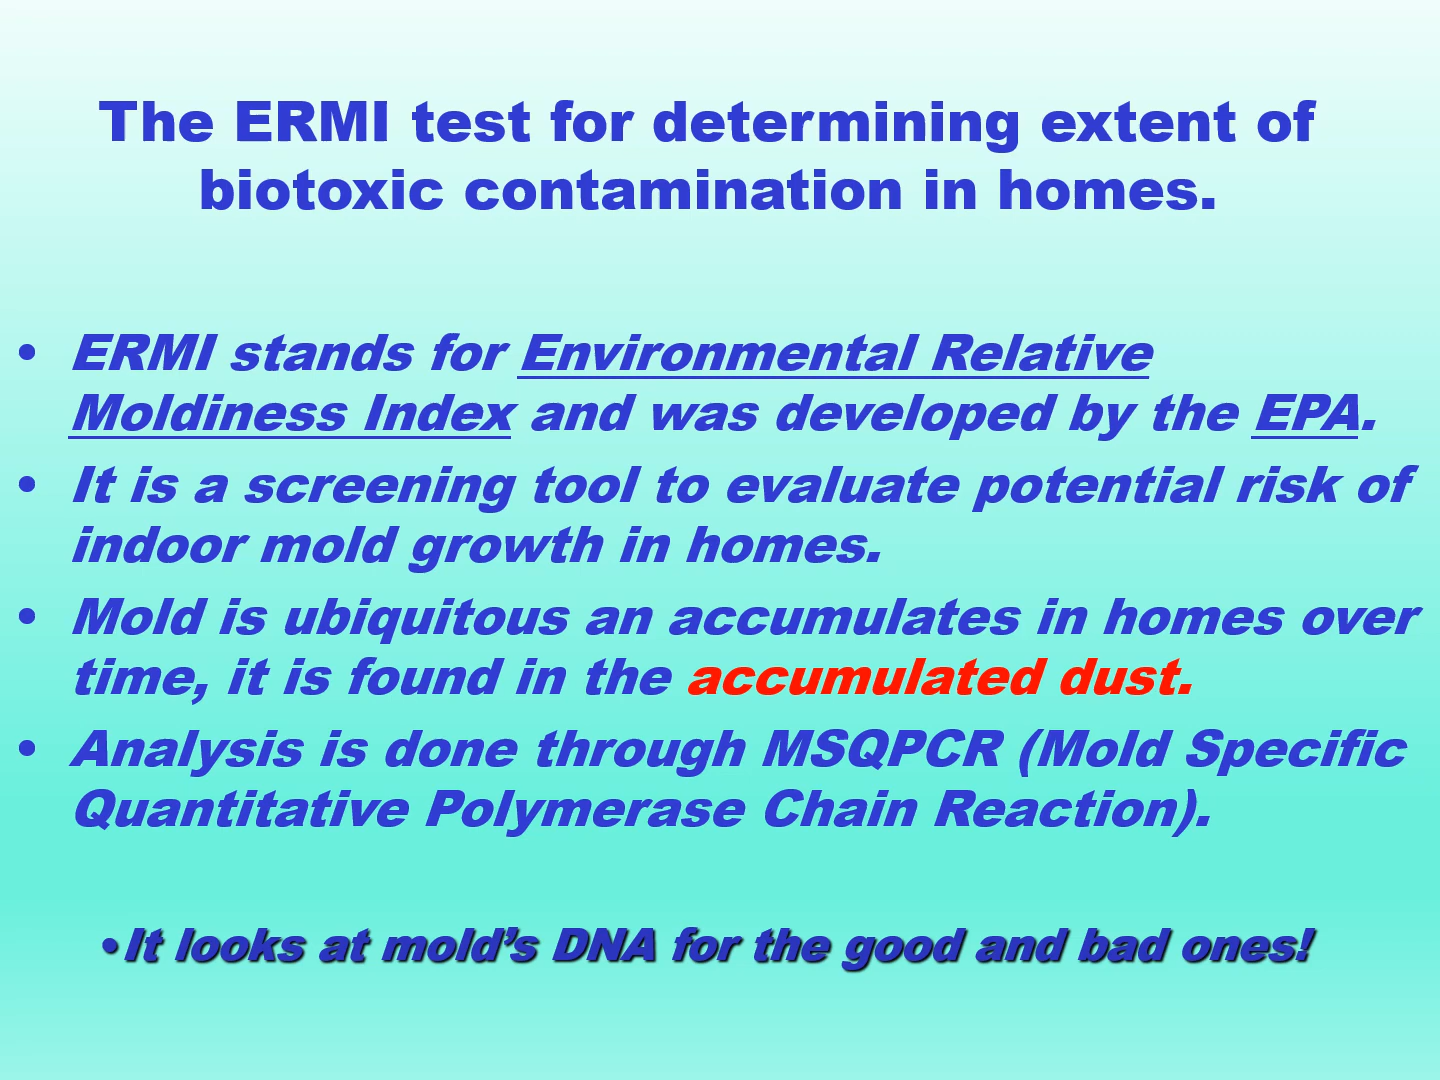 The ERMI test for determining extent of
biotoxic contamination in homes.
• ERMI stands for Environmental Relative
Moldiness Index and was developed by the EPA.
• It is a screening tool to evaluate potential risk of
indoor mold growth in homes.
• Mold is ubiquitous an accumulates in homes over
time, it is found in the accumulated dust.
• Analysis is done through MSQPCR (Mold Specific
Quantitative Polymerase Chain Reaction).
•It looks at mold’s DNA for the good and bad ones!